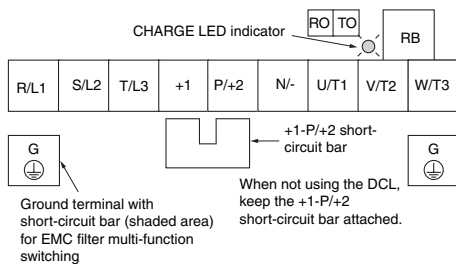 CHARGE LED indicator
RO TO
RB
R/L1 S/L2 T/L3 +1 P/+2 N/- U/T1 V/T2 W/T3
G
+1-P/+2 short-
circuit bar
G
When not using the DCL,
keep the +1-P/+2
short-circuit bar attached.
Ground terminal with
short-circuit bar (shaded area)
for EMC filter multi-function
switching